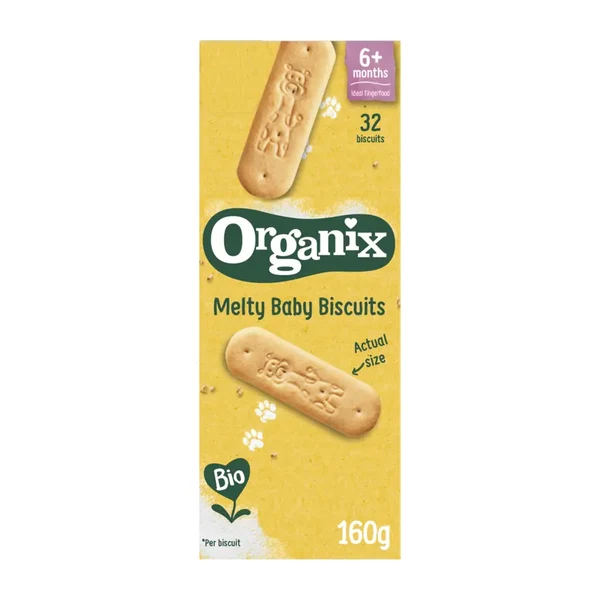 6+
months
Ideal fingerfood
32
biscuits
Organix
Melty Baby Biscuits
Actual
size
Bio
160g
*Per biscuit